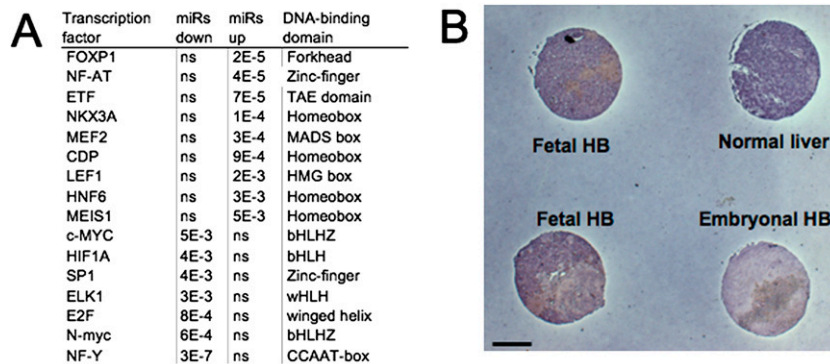 A
Transcription miRs miRs DNA-binding
factor down up domain
FOXP1 ns 2E-5 Forkhead
NF-AT ns 4E-5 Zinc-finger
ETF ns 7E-5 TAE domain
NKX3A ns 1E-4 Homeobox
MEF2 ns 3E-4 MADS box
CDP ns 9E-4 Homeobox
LEF1 ns 2E-3 HMG box
HNF6 ns 3E-3 Homeobox
MEIS1 ns 5E-3 Homeobox
c-MYC 5E-3 ns bHLHZ
HIF1A 4E-3 ns bHLH
SP1 4E-3 ns Zinc-finger
ELK1 3E-3 ns wHLH
E2F 8E-4 ns winged helix
N-myc 6E-4 ns bHLHZ
NF-Y 3E-7 ns CCAAT-box
B
Fetal HB Normal liver
Fetal HB Embryonal HB